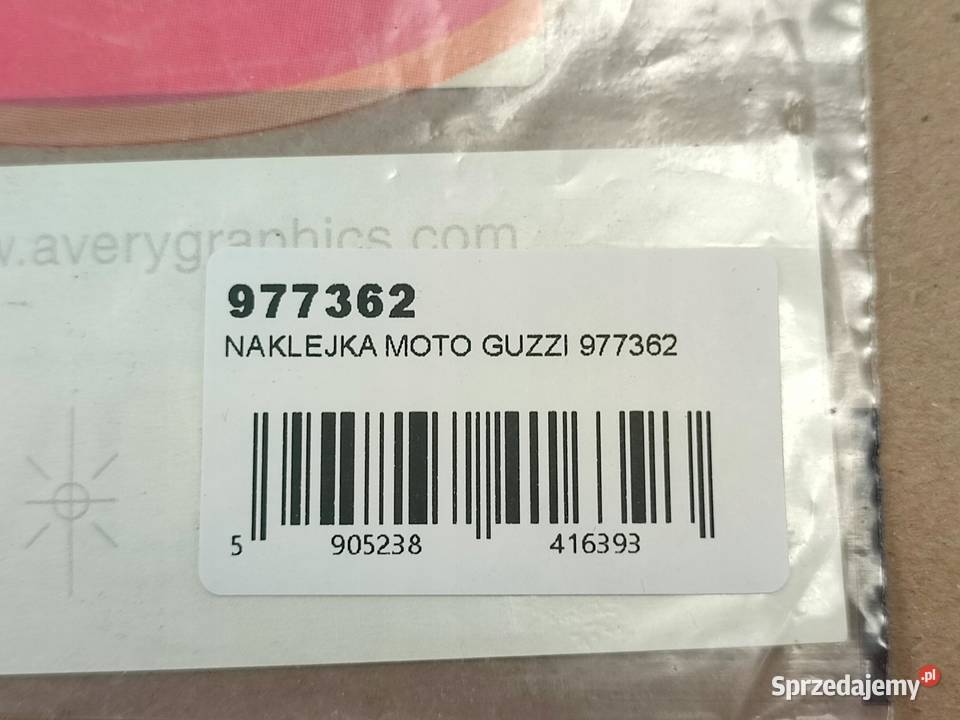 w.averygraphics.com
977362
NAKLEJKA MOTO GUZZI 977362
5 905238 416393
Sprzedajemy.pl